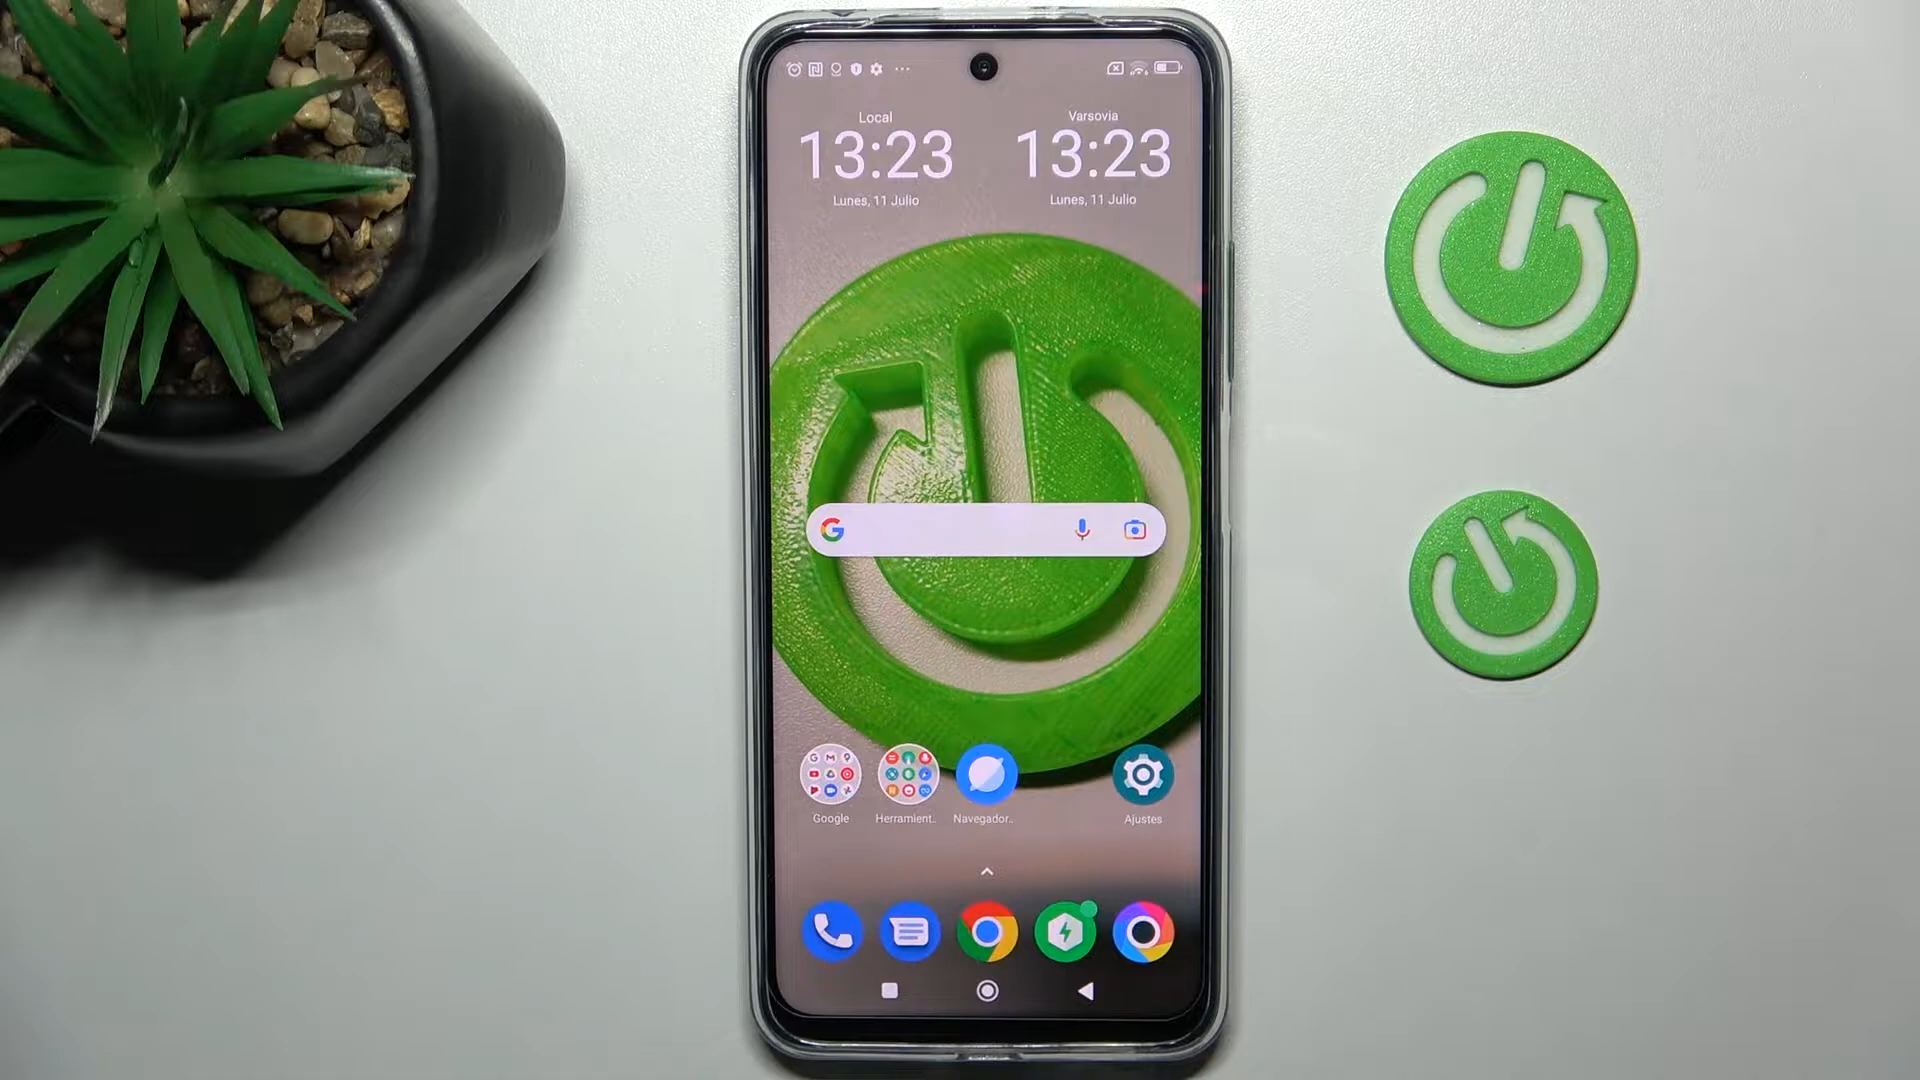 Local
Varsovia
13:23
13:23
Lunes, 11 Julio
Lunes, 11 Julio
Google
Herramient..
Navegador..
Ajustes